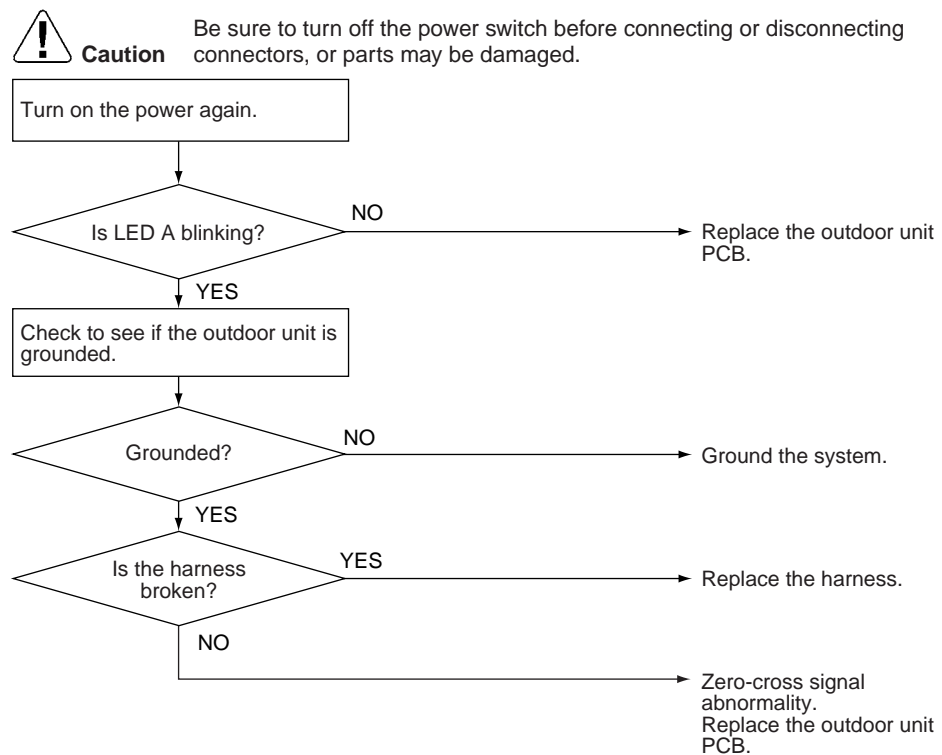 Be sure to turn off the power switch before connecting or disconnecting
Caution connectors, or parts may be damaged.
Turn on the power again.
Is LED A blinking?
NO
Replace the outdoor unit
PCB.
YES
Check to see if the outdoor unit is
grounded.
Grounded?
NO
Ground the system.
YES
Is the harness
broken?
YES
Replace the harness.
NO
Zero-cross signal
abnormality.
Replace the outdoor unit
PCB.